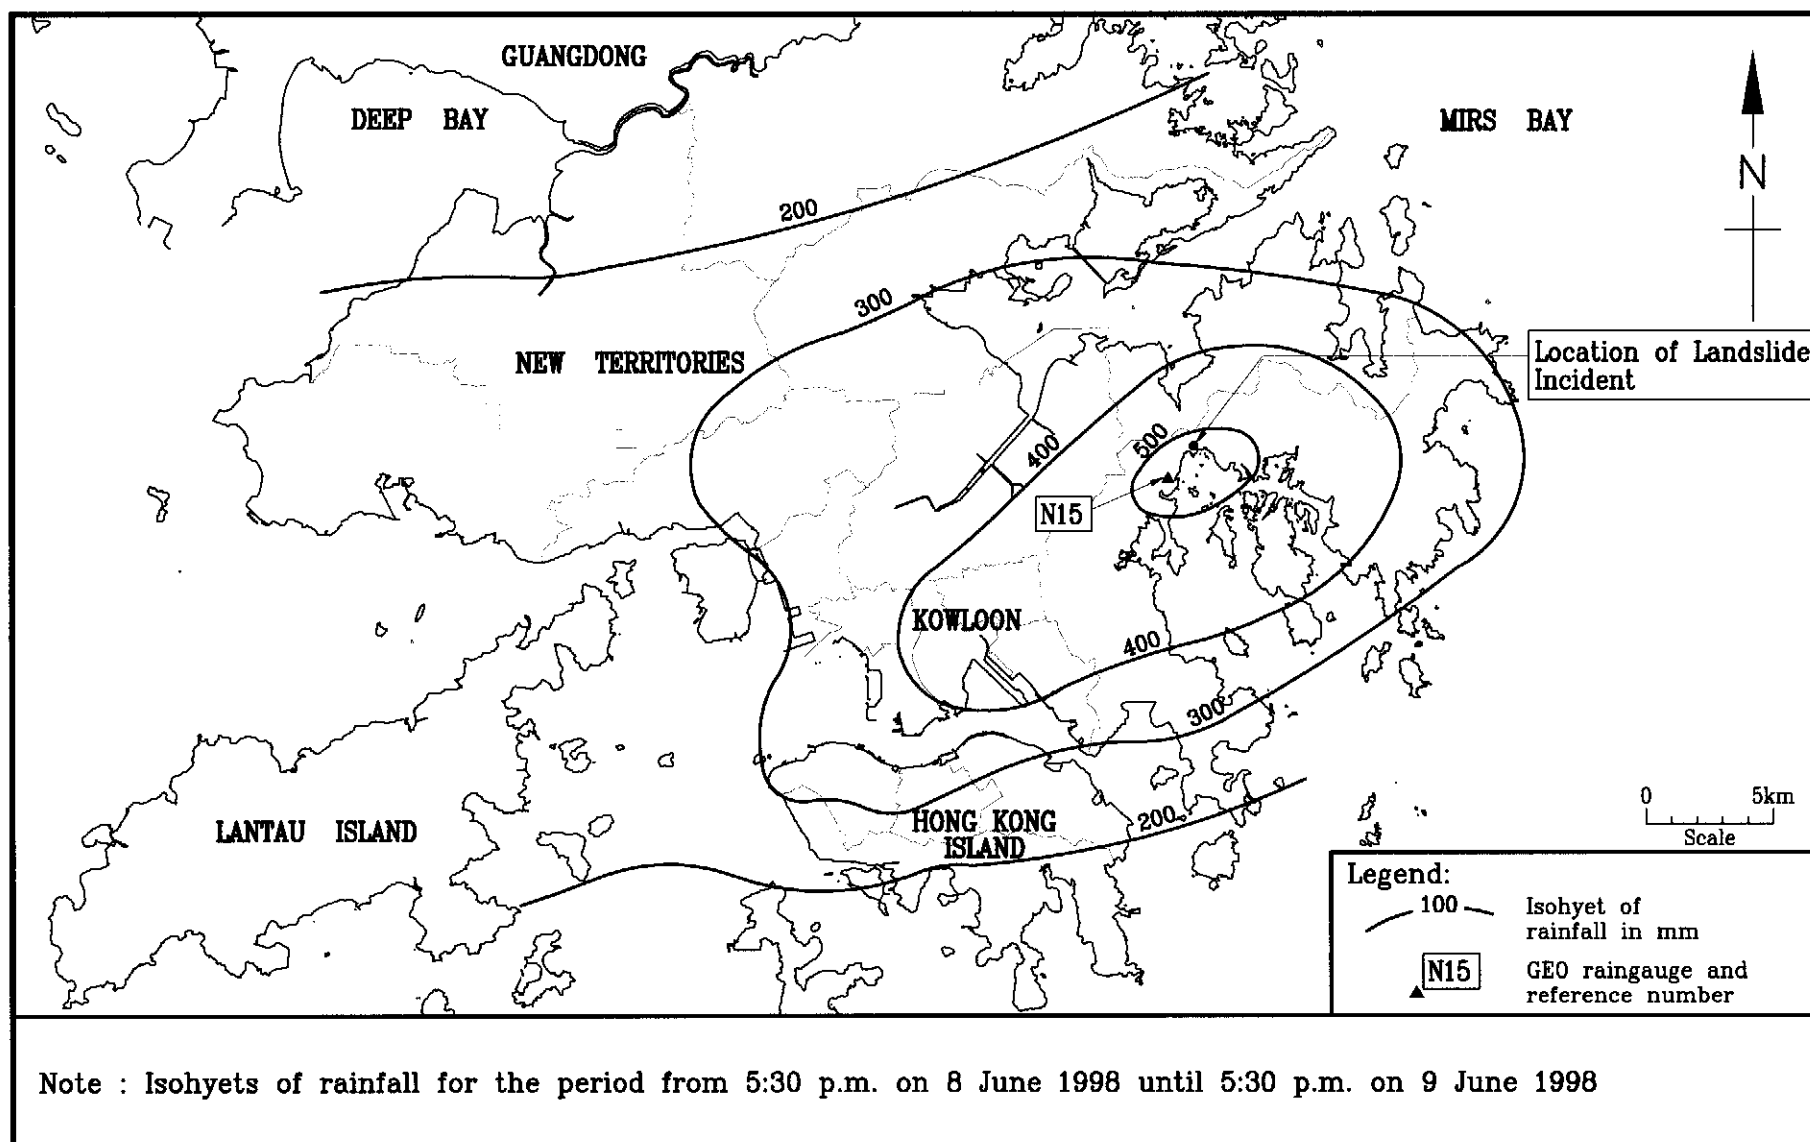 GUANGDONG
DEEP BAY
MIRS BAY
N
200
300
NEW TERRITORIES
Location of Landslide
Incident
400
500
N15
KOWLOON
400
300
0 5km
Scale
LANTAU ISLAND
HONG KONG
ISLAND
200
Legend:
100
Isohyet of
rainfall in mm
N15
GEO raingauge and
reference number
Note : Isohyets of rainfall for the period from 5:30 p.m. on 8 June 1998 until 5:30 p.m. on 9 June 1998